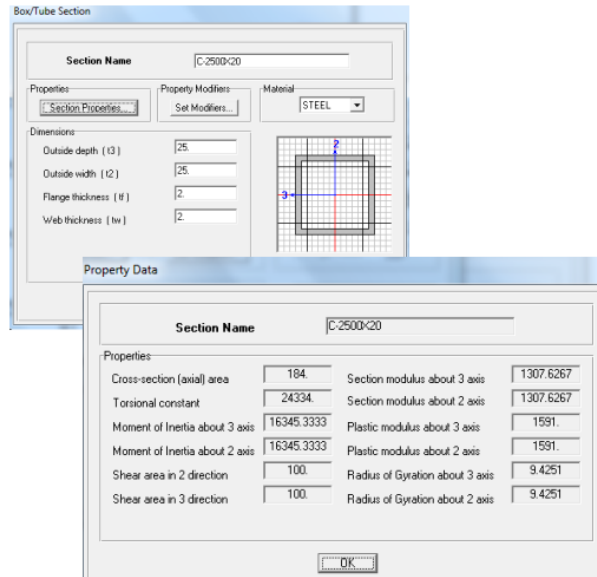 Box/Tube Section
Section Name C-2500X20
Properties Property Modifiers Material
Section Properties... Set Modifiers... STEEL
Dimensions
Outside depth ( t3 ) 25.
Outside width ( t2 ) 25.
Flange thickness ( tf ) 2.
Web thickness ( tw ) 2.
2
3
Property Data
Section Name C-2500X20
Properties
Cross-section (axial) area 184. Section modulus about 3 axis 1307.6267
Torsional constant 24334. Section modulus about 2 axis 1307.6267
Moment of Inertia about 3 axis 16345.3333 Plastic modulus about 3 axis 1591.
Moment of Inertia about 2 axis 16345.3333 Plastic modulus about 2 axis 1591.
Shear area in 2 direction 100. Radius of Gyration about 3 axis 9.4251
Shear area in 3 direction 100. Radius of Gyration about 2 axis 9.4251
OK